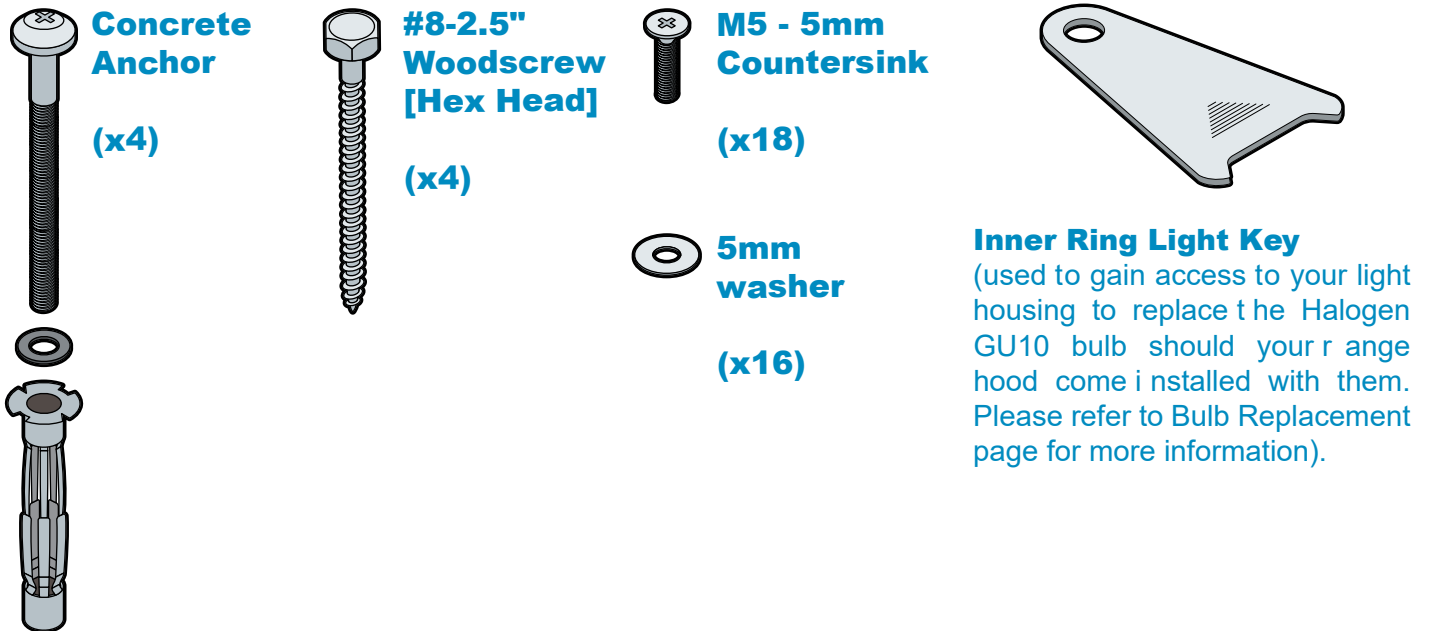 Concrete
Anchor
(x4)
#8-2.5"
Woodscrew
[Hex Head]
(x4)
M5 - 5mm
Countersink
(x18)
5mm
washer
(x16)
Inner Ring Light Key
(used to gain access to your light
housing to replace t he Halogen
GU10 bulb should your r ange
hood come i nstalled with them.
Please refer to Bulb Replacement
page for more information).